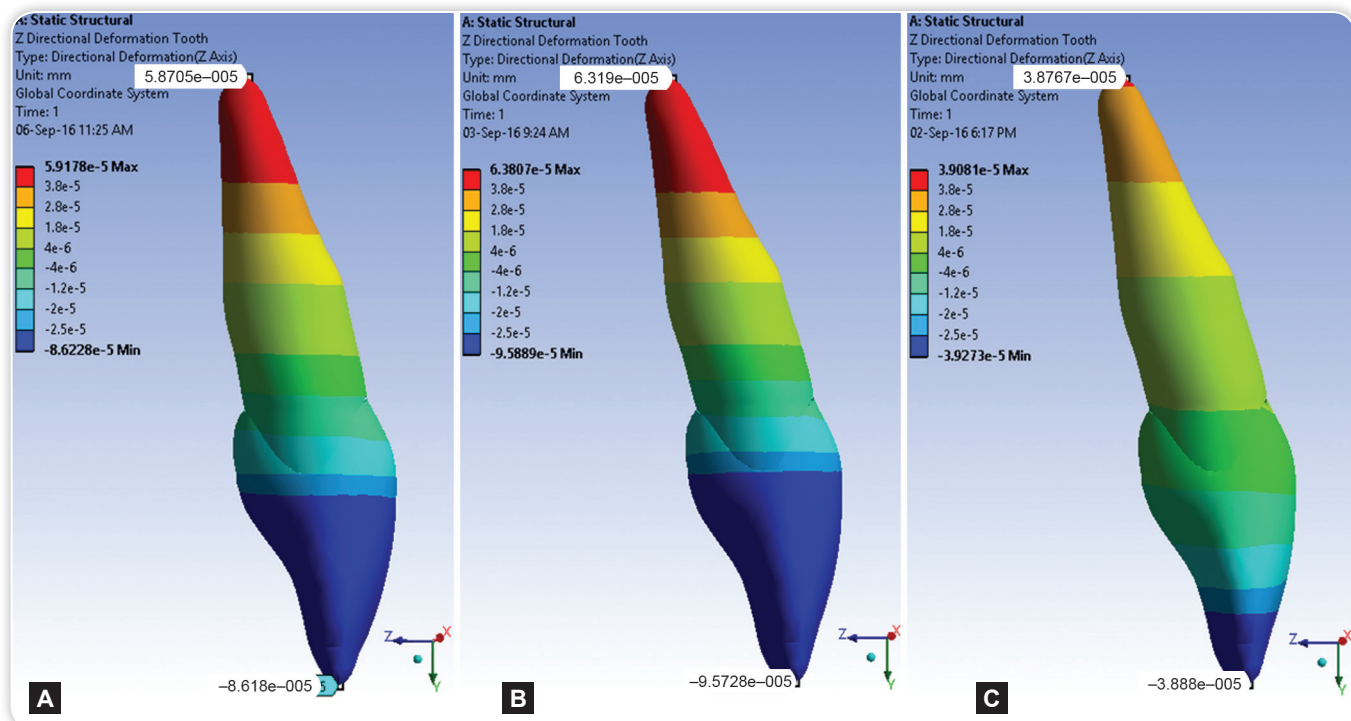 A: Static Structural
Z Directional Deformation Tooth
Type: Directional Deformation(Z Axis)
Unit: mm
5.8705e–005
Global Coordinate System
Time: 1
06-Sep-16 11:25 AM
5.9178e-5 Max
3.8e-5
2.8e-5
1.8e-5
4e-6
-4e-6
-1.2e-5
-2e-5
-2.5e-5
-8.6228e-5 Min
Z
X
Y
–8.618e–005
5
A
A: Static Structural
Z Directional Deformation Tooth
Type: Directional Deformation(Z Axis)
Unit: mm
6.319e–005
Global Coordinate System
Time: 1
03-Sep-16 9:24 AM
6.3807e-5 Max
3.8e-5
2.8e-5
1.8e-5
4e-6
-4e-6
-1.2e-5
-2e-5
-2.5e-5
-9.5889e-5 Min
Z
X
Y
–9.5728e–005
B
A: Static Structural
Z Directional Deformation Tooth
Type: Directional Deformation(Z Axis)
Unit: mm
3.8767e–005
Global Coordinate System
Time: 1
02-Sep-16 6:17 PM
3.9081e-5 Max
3.8e-5
2.8e-5
1.8e-5
4e-6
-4e-6
-1.2e-5
-2e-5
-2.5e-5
-3.9273e-5 Min
Z
X
Y
–3.888e–005
C